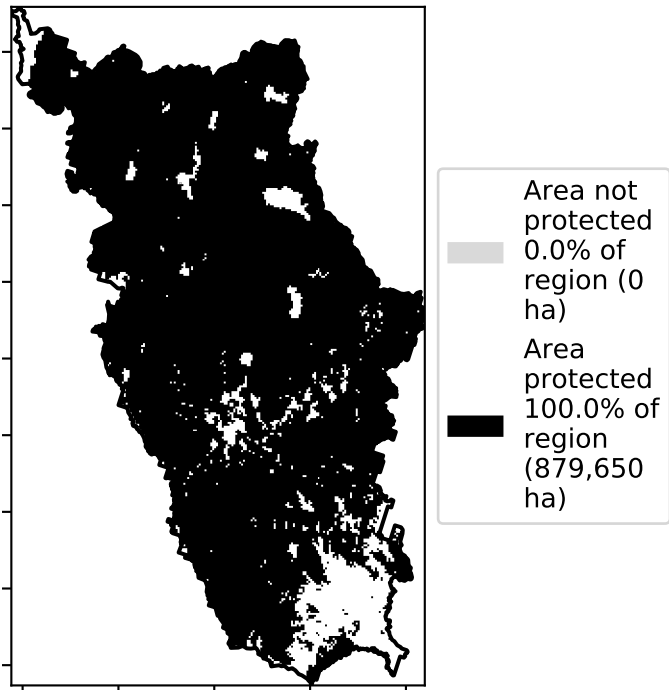 Area not
protected
0.0% of
region (0
ha)
Area
protected
100.0% of
region
(879,650
ha)